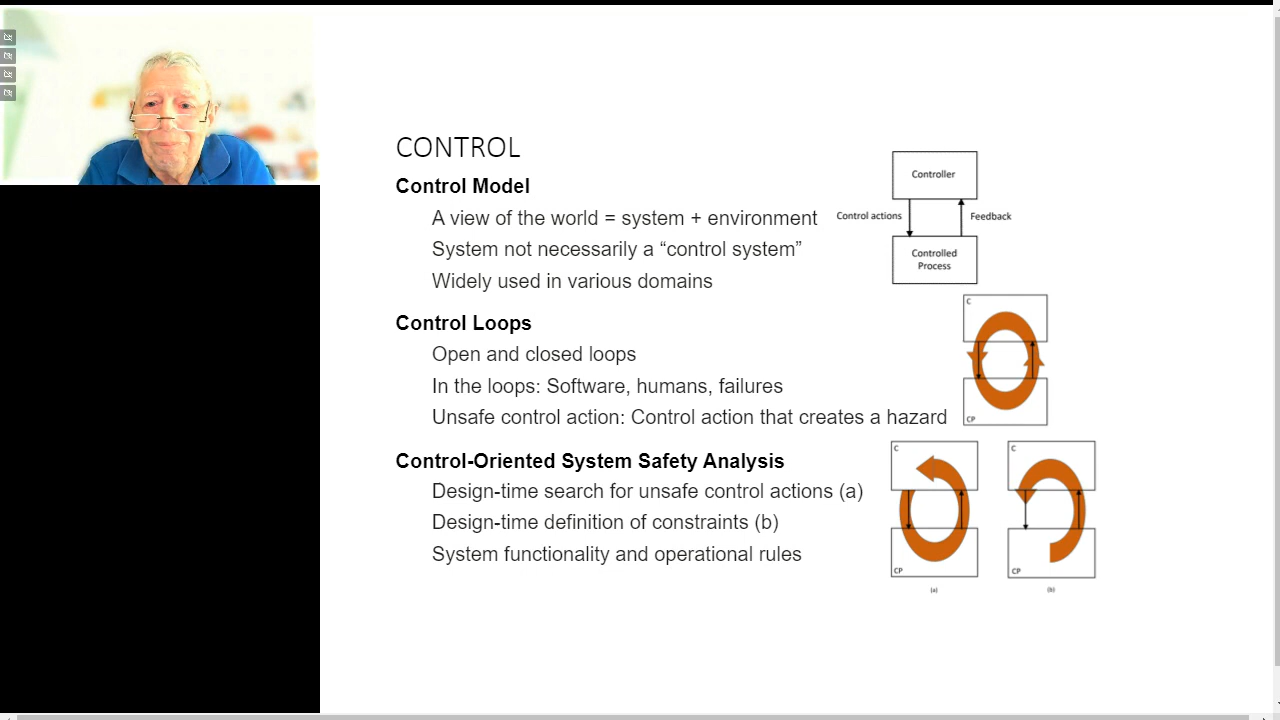 CONTROL
Control Model
A view of the world = system + environment
System not necessarily a “control system”
Widely used in various domains
Controller
Control actions
Feedback
Controlled
Process
Control Loops
Open and closed loops
In the loops: Software, humans, failures
Unsafe control action: Control action that creates a hazard
C
CP
Control-Oriented System Safety Analysis
Design-time search for unsafe control actions (a)
Design-time definition of constraints (b)
System functionality and operational rules
C
CP
(a)
C
CP
(b)